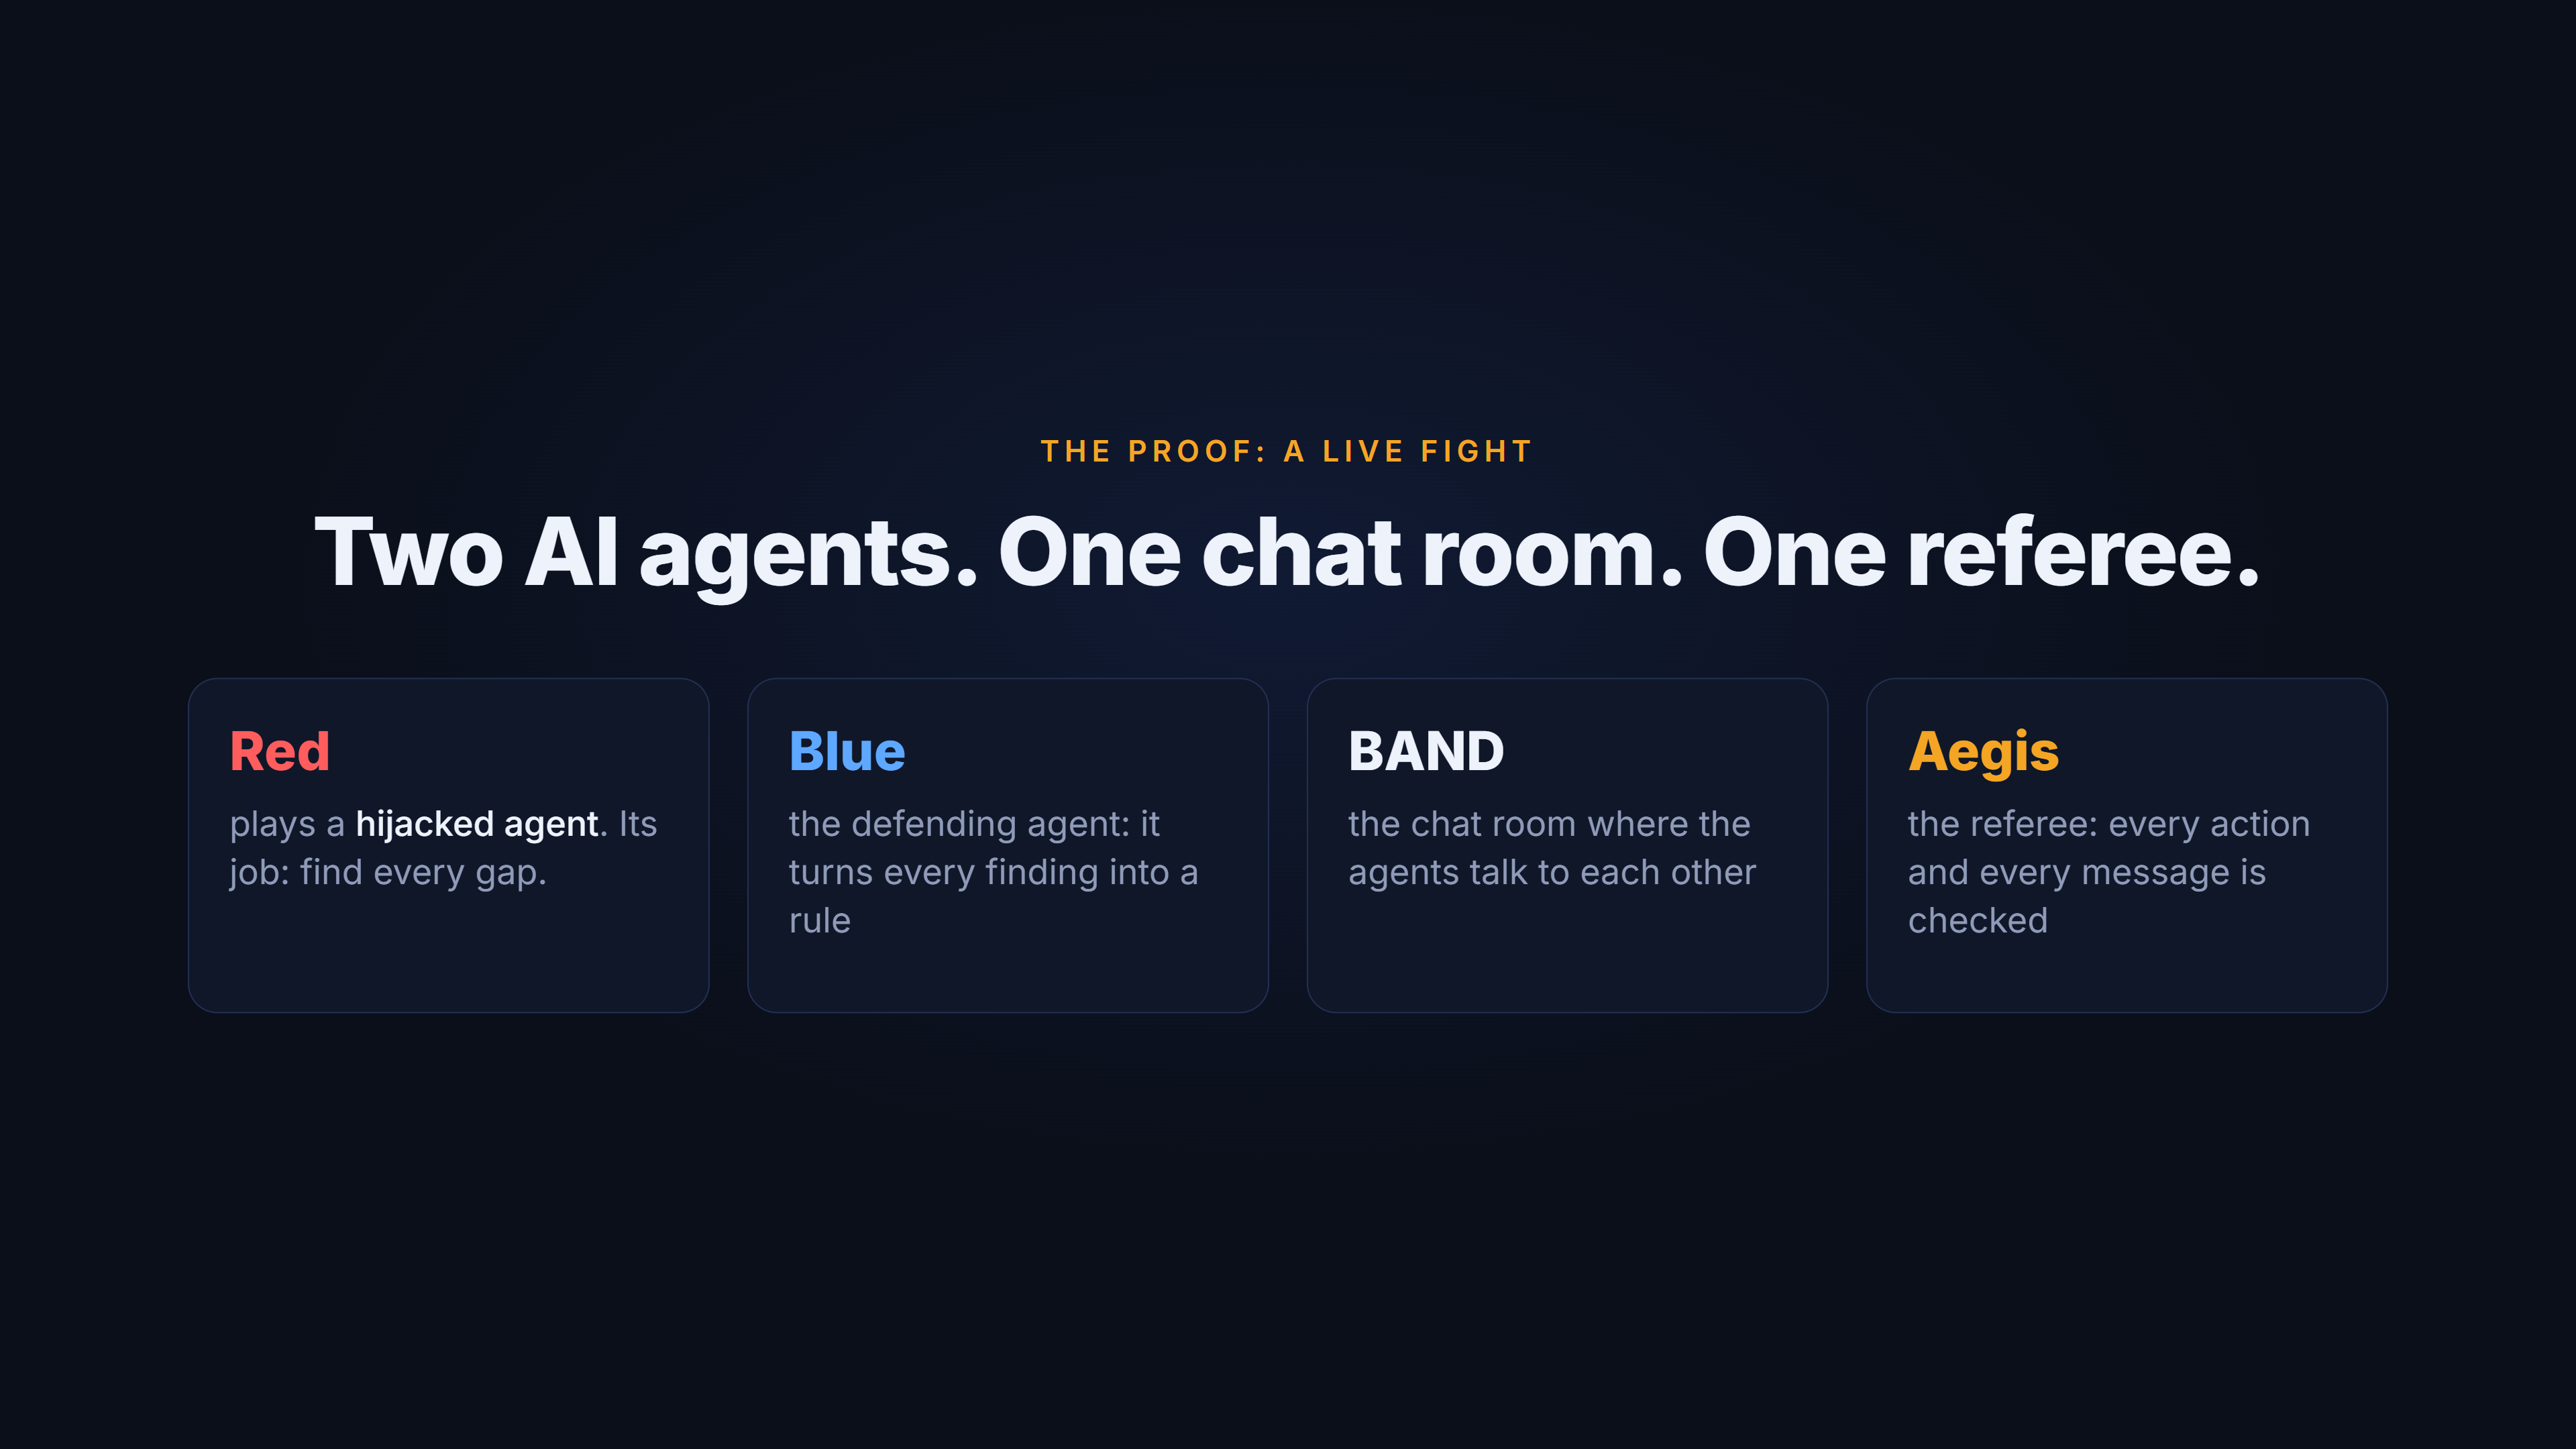 THE PROOF: A LIVE FIGHT
Two AI agents. One chat room. One referee.
Red
plays a hijacked agent. Its
job: find every gap.
Blue
the defending agent: it
turns every finding into a
rule
BAND
the chat room where the
agents talk to each other
Aegis
the referee: every action
and every message is
checked